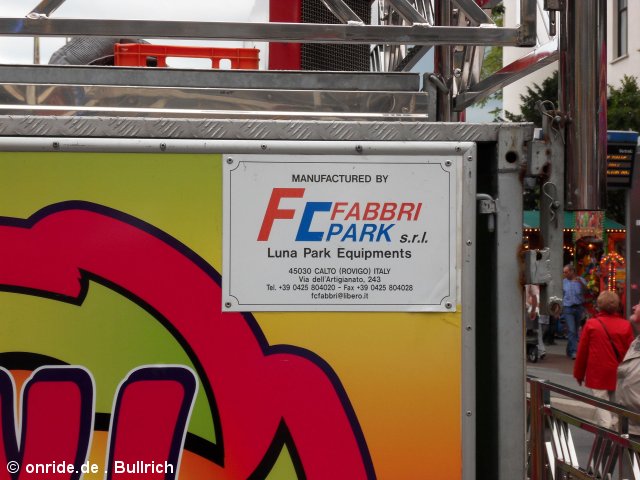 MANUFACTURED BY
FC FABBRI
PARK s.r.l.
Luna Park Equipments
45030 CALTO (ROVIGO) ITALY
Via dell'Artigianato, 243
Tel. +39 0425 804020 - Fax +39 0425 804028
fcfabbri@libero.it
© onride.de . Bullrich